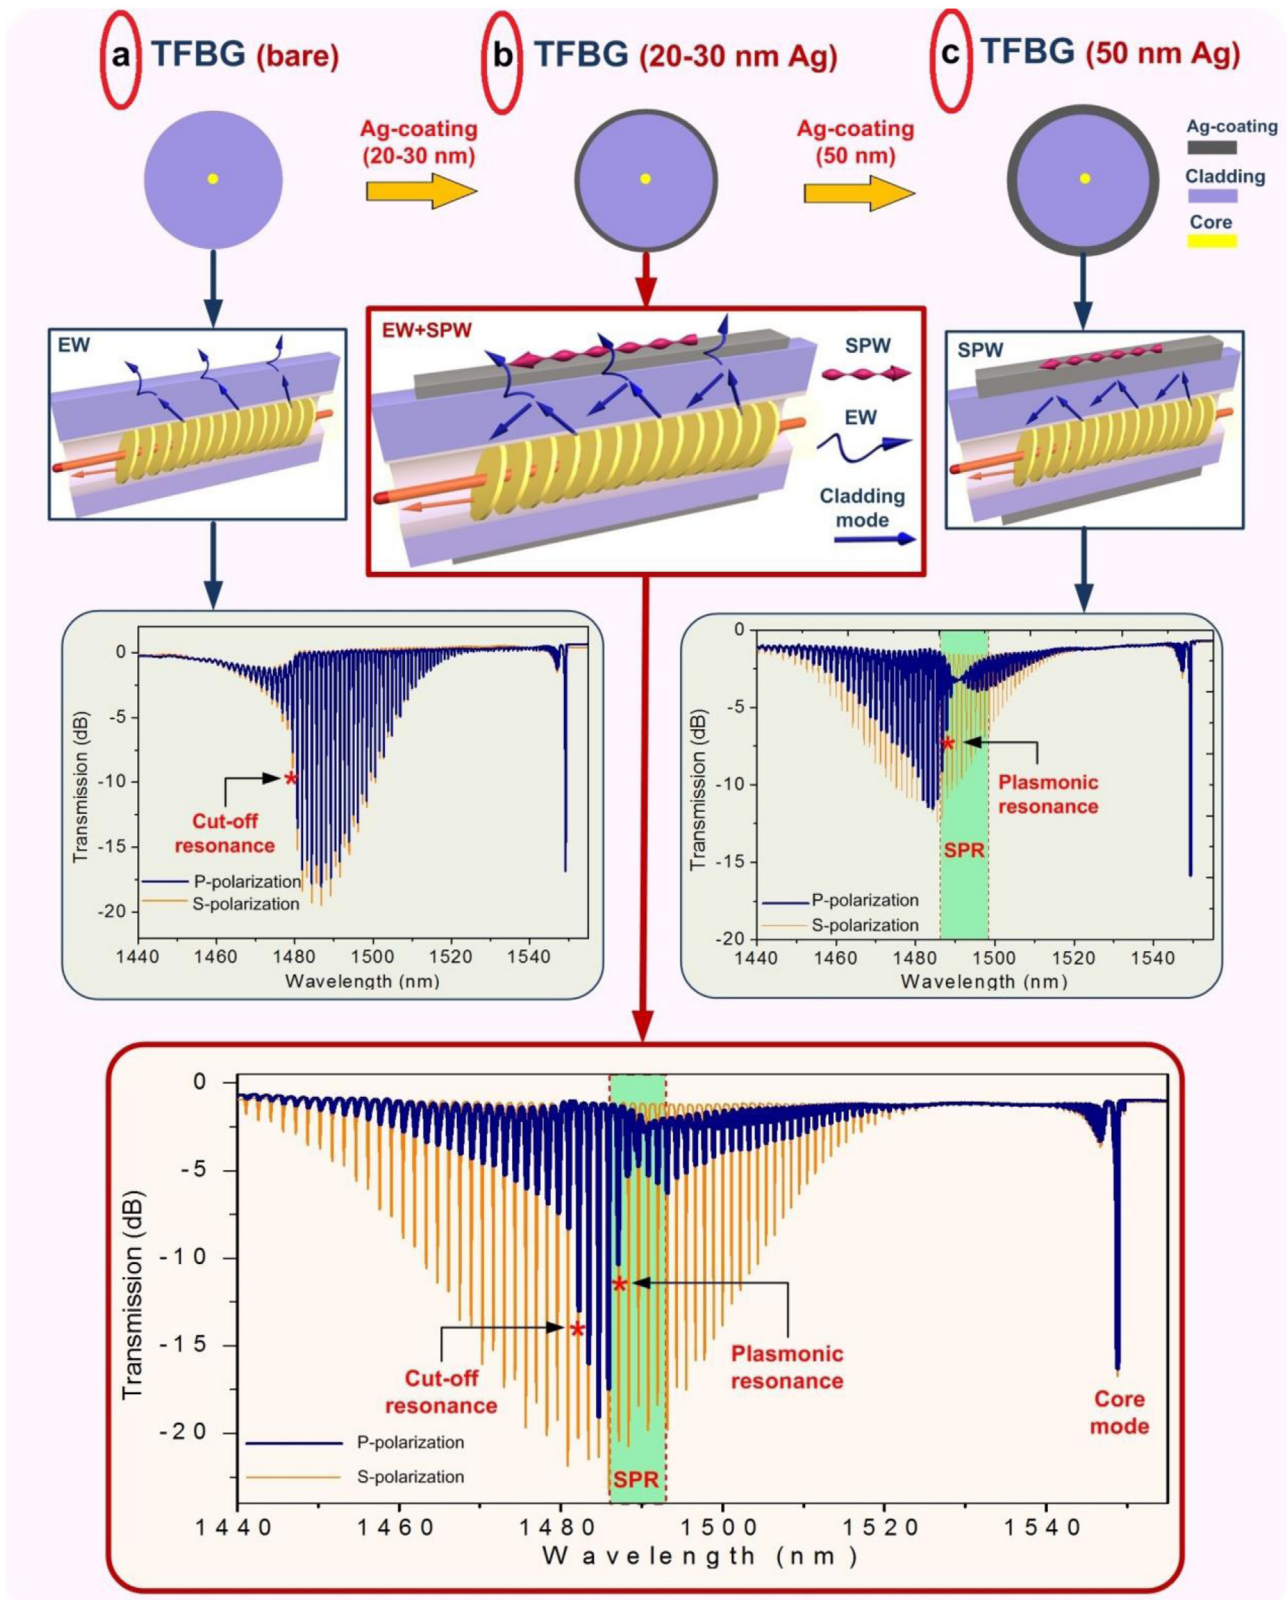 a TFBG (bare)
b TFBG (20-30 nm Ag)
c TFBG (50 nm Ag)
Ag-coating
(20-30 nm)
Ag-coating
(50 nm)
Ag-coating
Cladding
Core
EW
EW+SPW
SPW
EW
Cladding
mode
SPW
0
-5
-10
-15
-20
Transmission (dB)
Cut-off
resonance
P-polarization
S-polarization
1440 1460 1480 1500 1520 1540
Wavelength (nm)
0
-5
-10
-15
-20
Transmission (dB)
*
Plasmonic
resonance
SPR
P-polarization
S-polarization
1440 1460 1480 1500 1520 1540
Wavelength (nm)
0
-5
-10
-15
-20
Transmission (dB)
*
*
Cut-off
resonance
Plasmonic
resonance
Core
mode
P-polarization
S-polarization
SPR
1440 1460 1480 1500 1520 1540
Wavelength (nm)